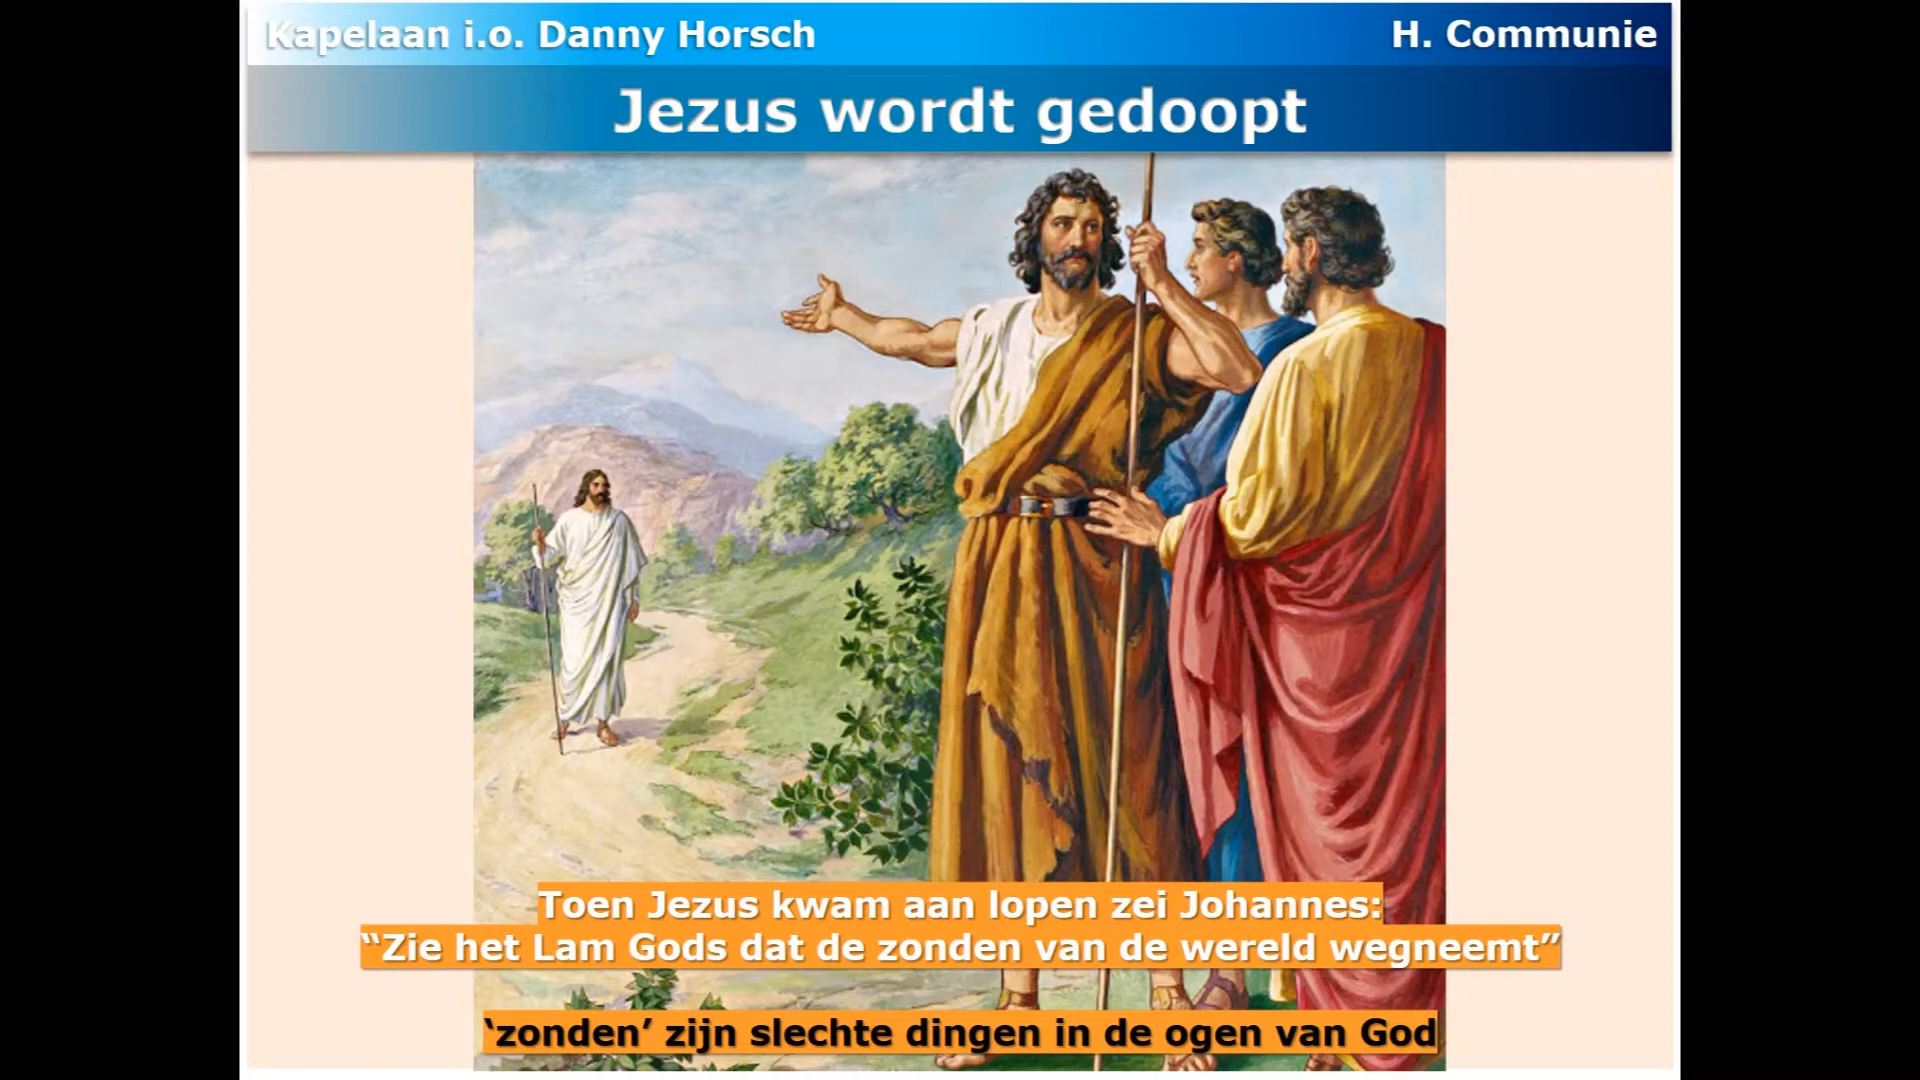 Kapelaan i.o. Danny Horsch
H. Communie
Jezus wordt gedoopt
Toen Jezus kwam aan lopen zei Johannes:
“Zie het Lam Gods dat de zonden van de wereld wegneemt”
‘zonden’ zijn slechte dingen in de ogen van God